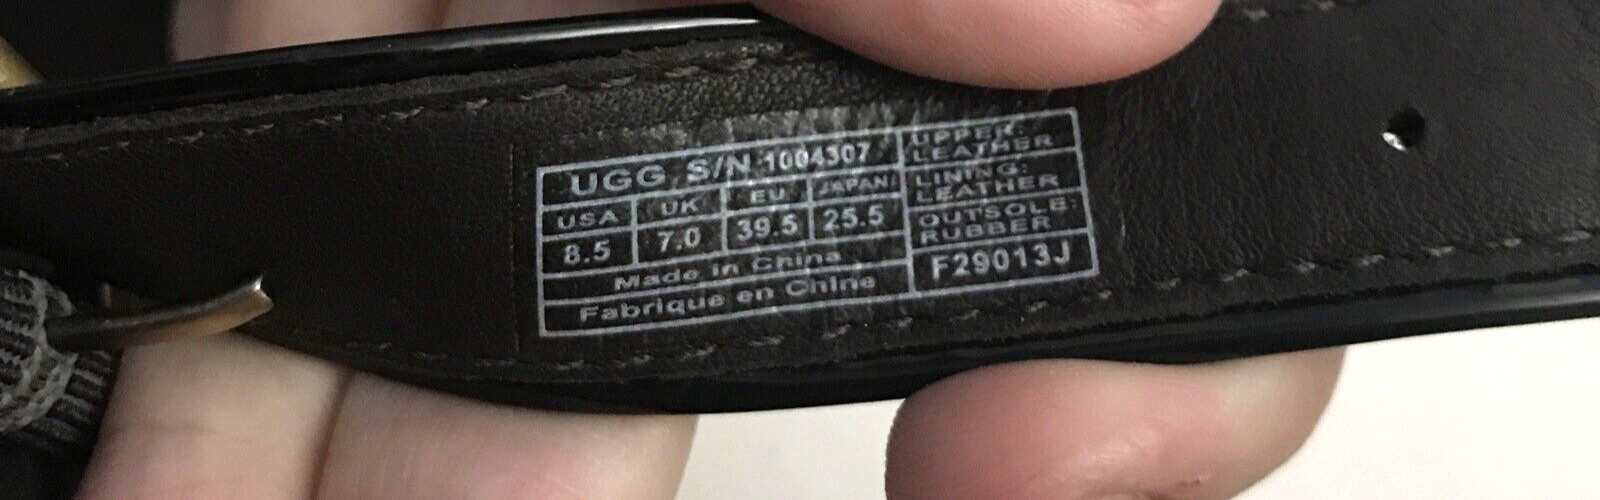 UGG S/N 1004307
USA UK EU JAPAN
8.5 7.0 39.5 25.5
Made in China
Fabrique en Chine
UPPER:
LEATHER
LINING:
LEATHER
OUTSOLE:
RUBBER
F29013J